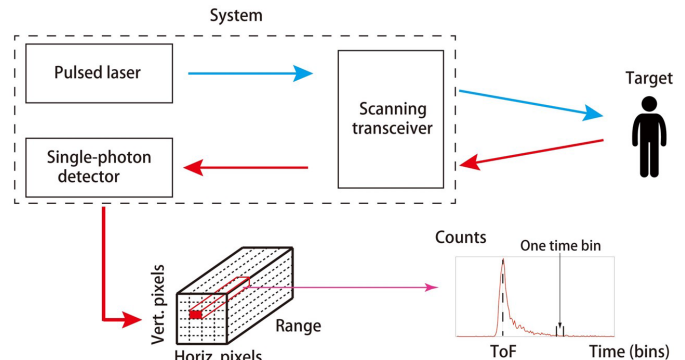 System
Pulsed laser
Scanning
transceiver
Target
Single-photon
detector
Counts
One time bin
Vert. pixels
Range
Horiz. pixels
ToF
Time (bins)